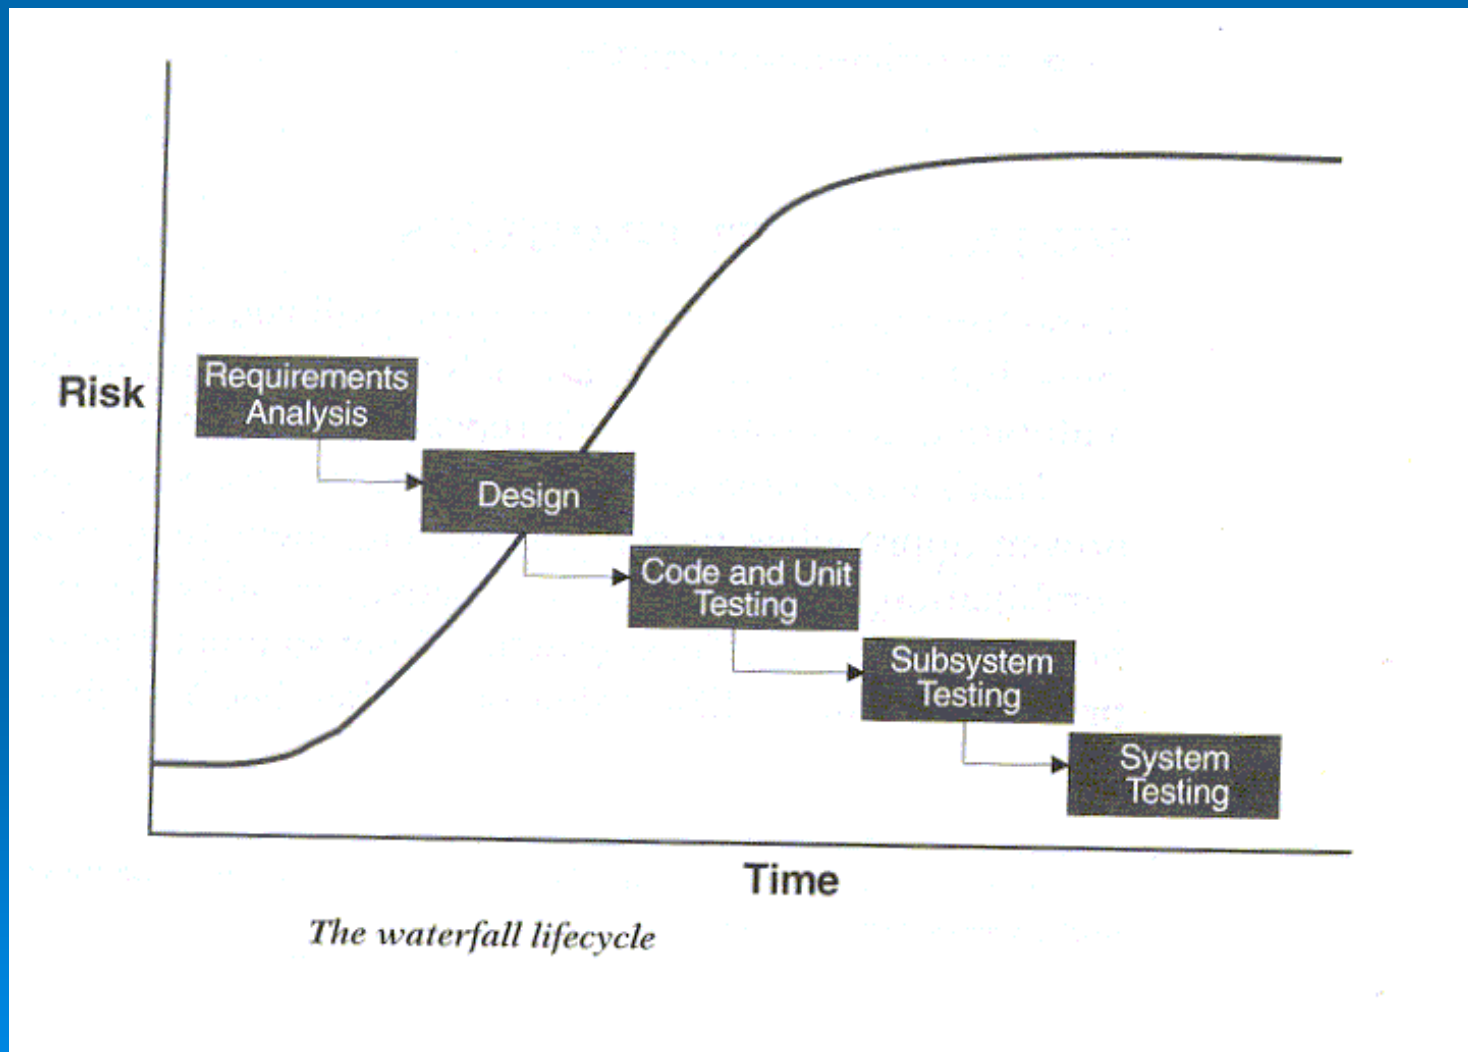 Risk
Requirements
Analysis
Design
Code and Unit
Testing
Subsystem
Testing
System
Testing
Time
The waterfall lifecycle